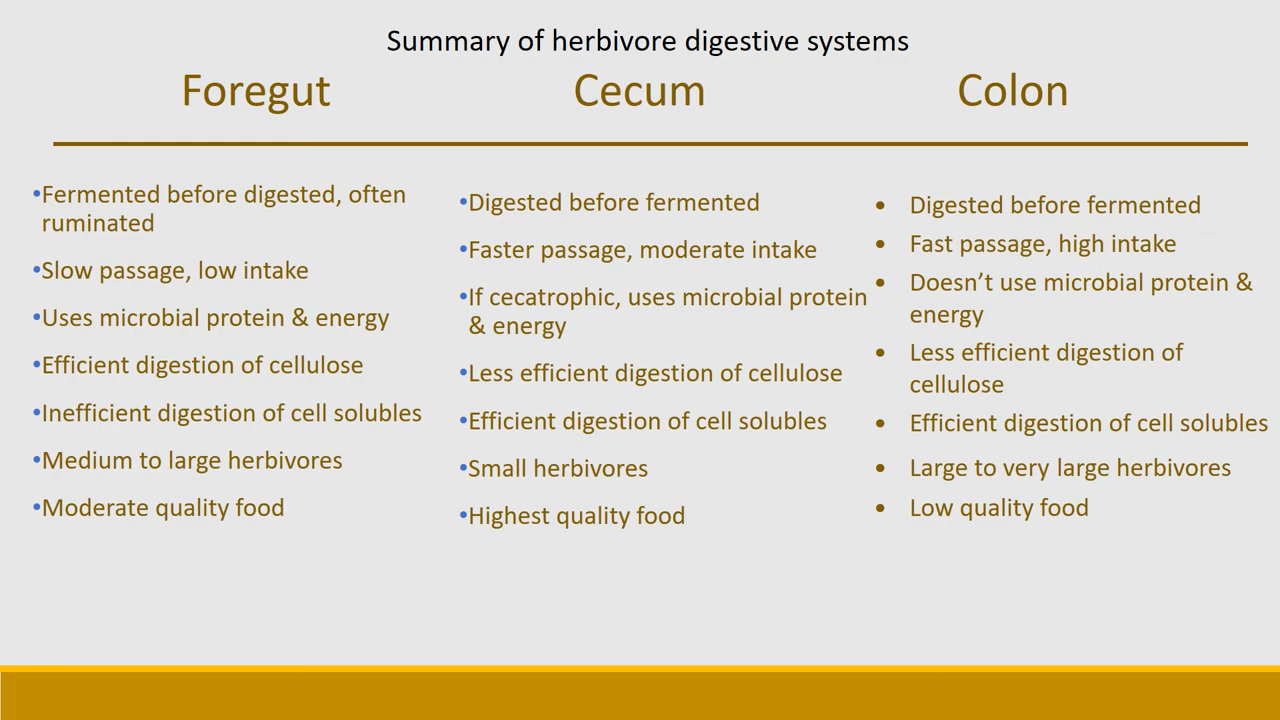 Summary of herbivore digestive systems
Foregut
Cecum
Colon
•Fermented before digested, often
ruminated
•Slow passage, low intake
•Uses microbial protein & energy
•Efficient digestion of cellulose
•Inefficient digestion of cell solubles
•Medium to large herbivores
•Moderate quality food
•Digested before fermented
•Faster passage, moderate intake
•If cecatrophic, uses microbial protein
& energy
•Less efficient digestion of cellulose
•Efficient digestion of cell solubles
•Small herbivores
•Highest quality food
• Digested before fermented
• Fast passage, high intake
• Doesn’t use microbial protein &
energy
• Less efficient digestion of
cellulose
• Efficient digestion of cell solubles
• Large to very large herbivores
• Low quality food